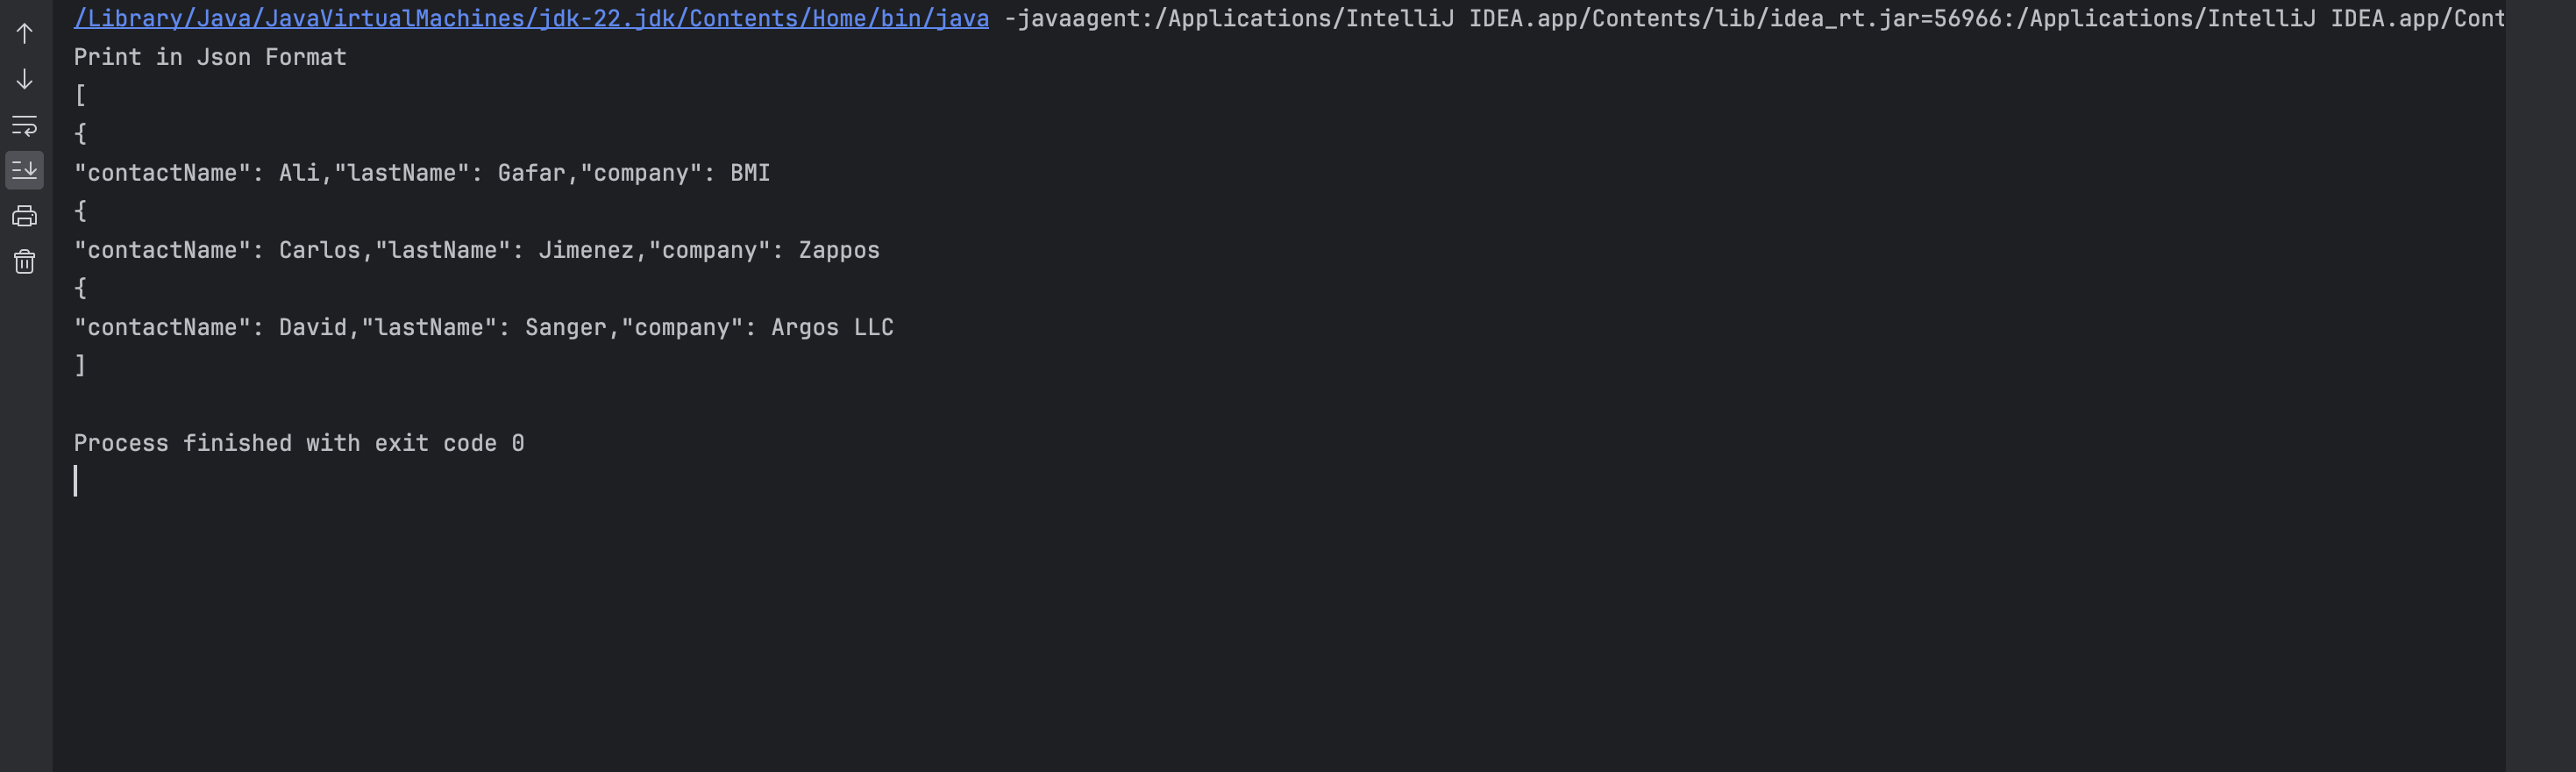 /Library/Java/JavaVirtualMachines/jdk-22.jdk/Contents/Home/bin/java -javaagent:/Applications/IntelliJ IDEA.app/Contents/lib/idea_rt.jar=56966:/Applications/IntelliJ IDEA.app/Cont
Print in Json Format
[
{
"contactName": Ali,"lastName": Gafar,"company": BMI
{
"contactName": Carlos,"lastName": Jimenez,"company": Zappos
{
"contactName": David,"lastName": Sanger,"company": Argos LLC
]
Process finished with exit code 0